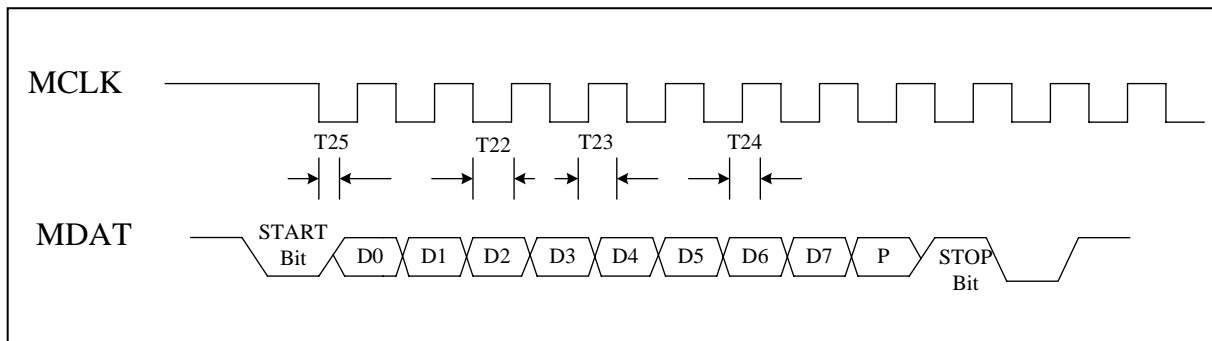 MCLK
T25
T22
T23
T24
MDAT
START
Bit
D0
D1
D2
D3
D4
D5
D6
D7
P
STOP
Bit